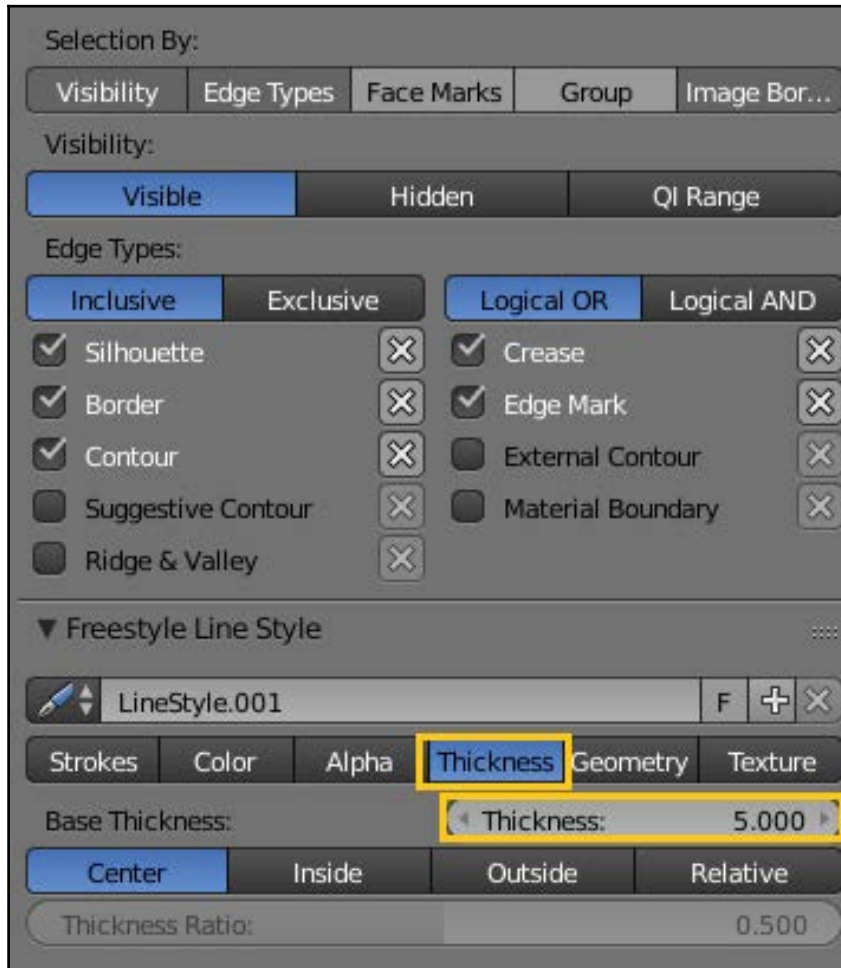 Selection By:
Visibility Edge Types Face Marks Group Image Bor...
Visibility:
Visible Hidden QI Range
Edge Types:
Inclusive Exclusive Logical OR Logical AND
Silhouette Crease
Border Edge Mark
Contour External Contour
Suggestive Contour Material Boundary
Ridge & Valley
Freestyle Line Style
LineStyle.001 F
Strokes Color Alpha Thickness Geometry Texture
Base Thickness: Thickness: 5.000
Center Inside Outside Relative
Thickness Ratio: 0.500